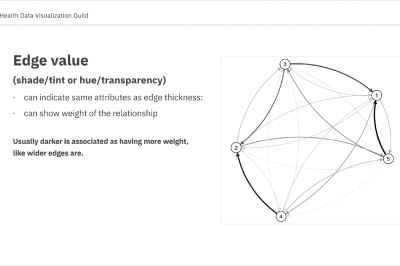 Health Data Visualization Guild
Edge value
(shade/tint or hue/transparency)
· can indicate same attributes as edge thickness:
· can show weight of the relationship
Usually darker is associated as having more weight,
like wider edges are.
3
1
2
5
4